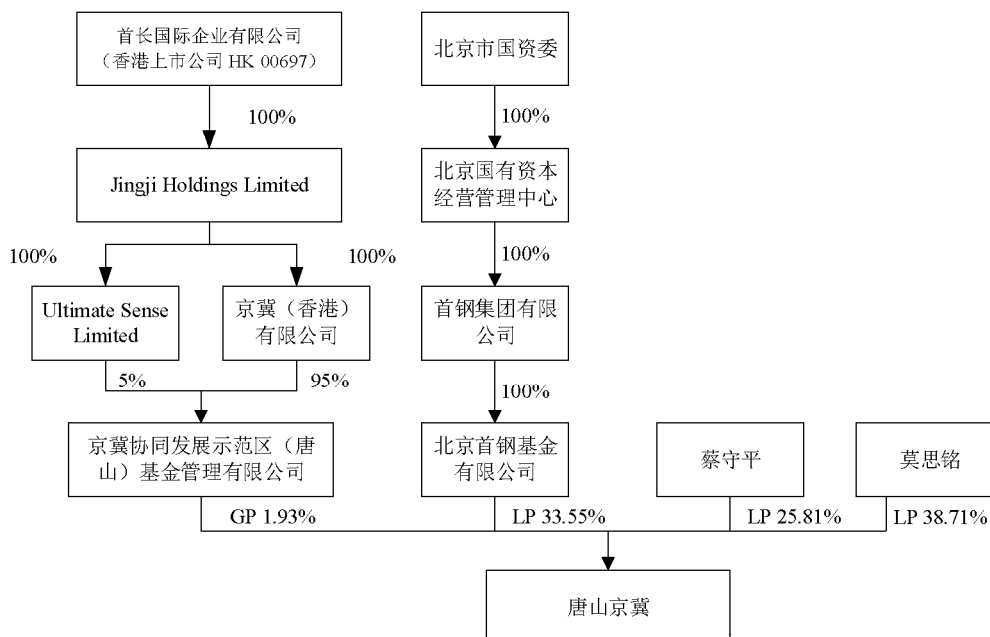 首长国际企业有限公司
（香港上市公司 HK 00697）
北京市国资委
100%
100%
Jingji Holdings Limited
北京国有资本
经营管理中心
100%
100%
100%
Ultimate Sense
Limited
京冀（香港）
有限公司
首钢集团有限
公司
5%
95%
100%
京冀协同发展示范区（唐
山）基金管理有限公司
北京首钢基金
有限公司
蔡守平
莫思铭
GP 1.93%
LP 33.55%
LP 25.81%
LP 38.71%
唐山京冀